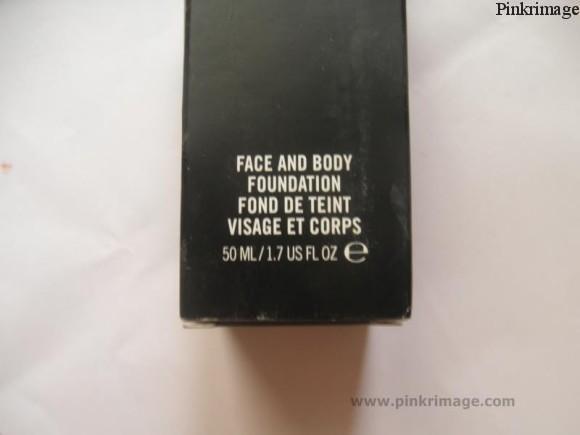 Pinkrimage
FACE AND BODY
FOUNDATION
FOND DE TEINT
VISAGE ET CORPS
50 ML / 1.7 US FL OZ ℮
www.pinkrimage.com